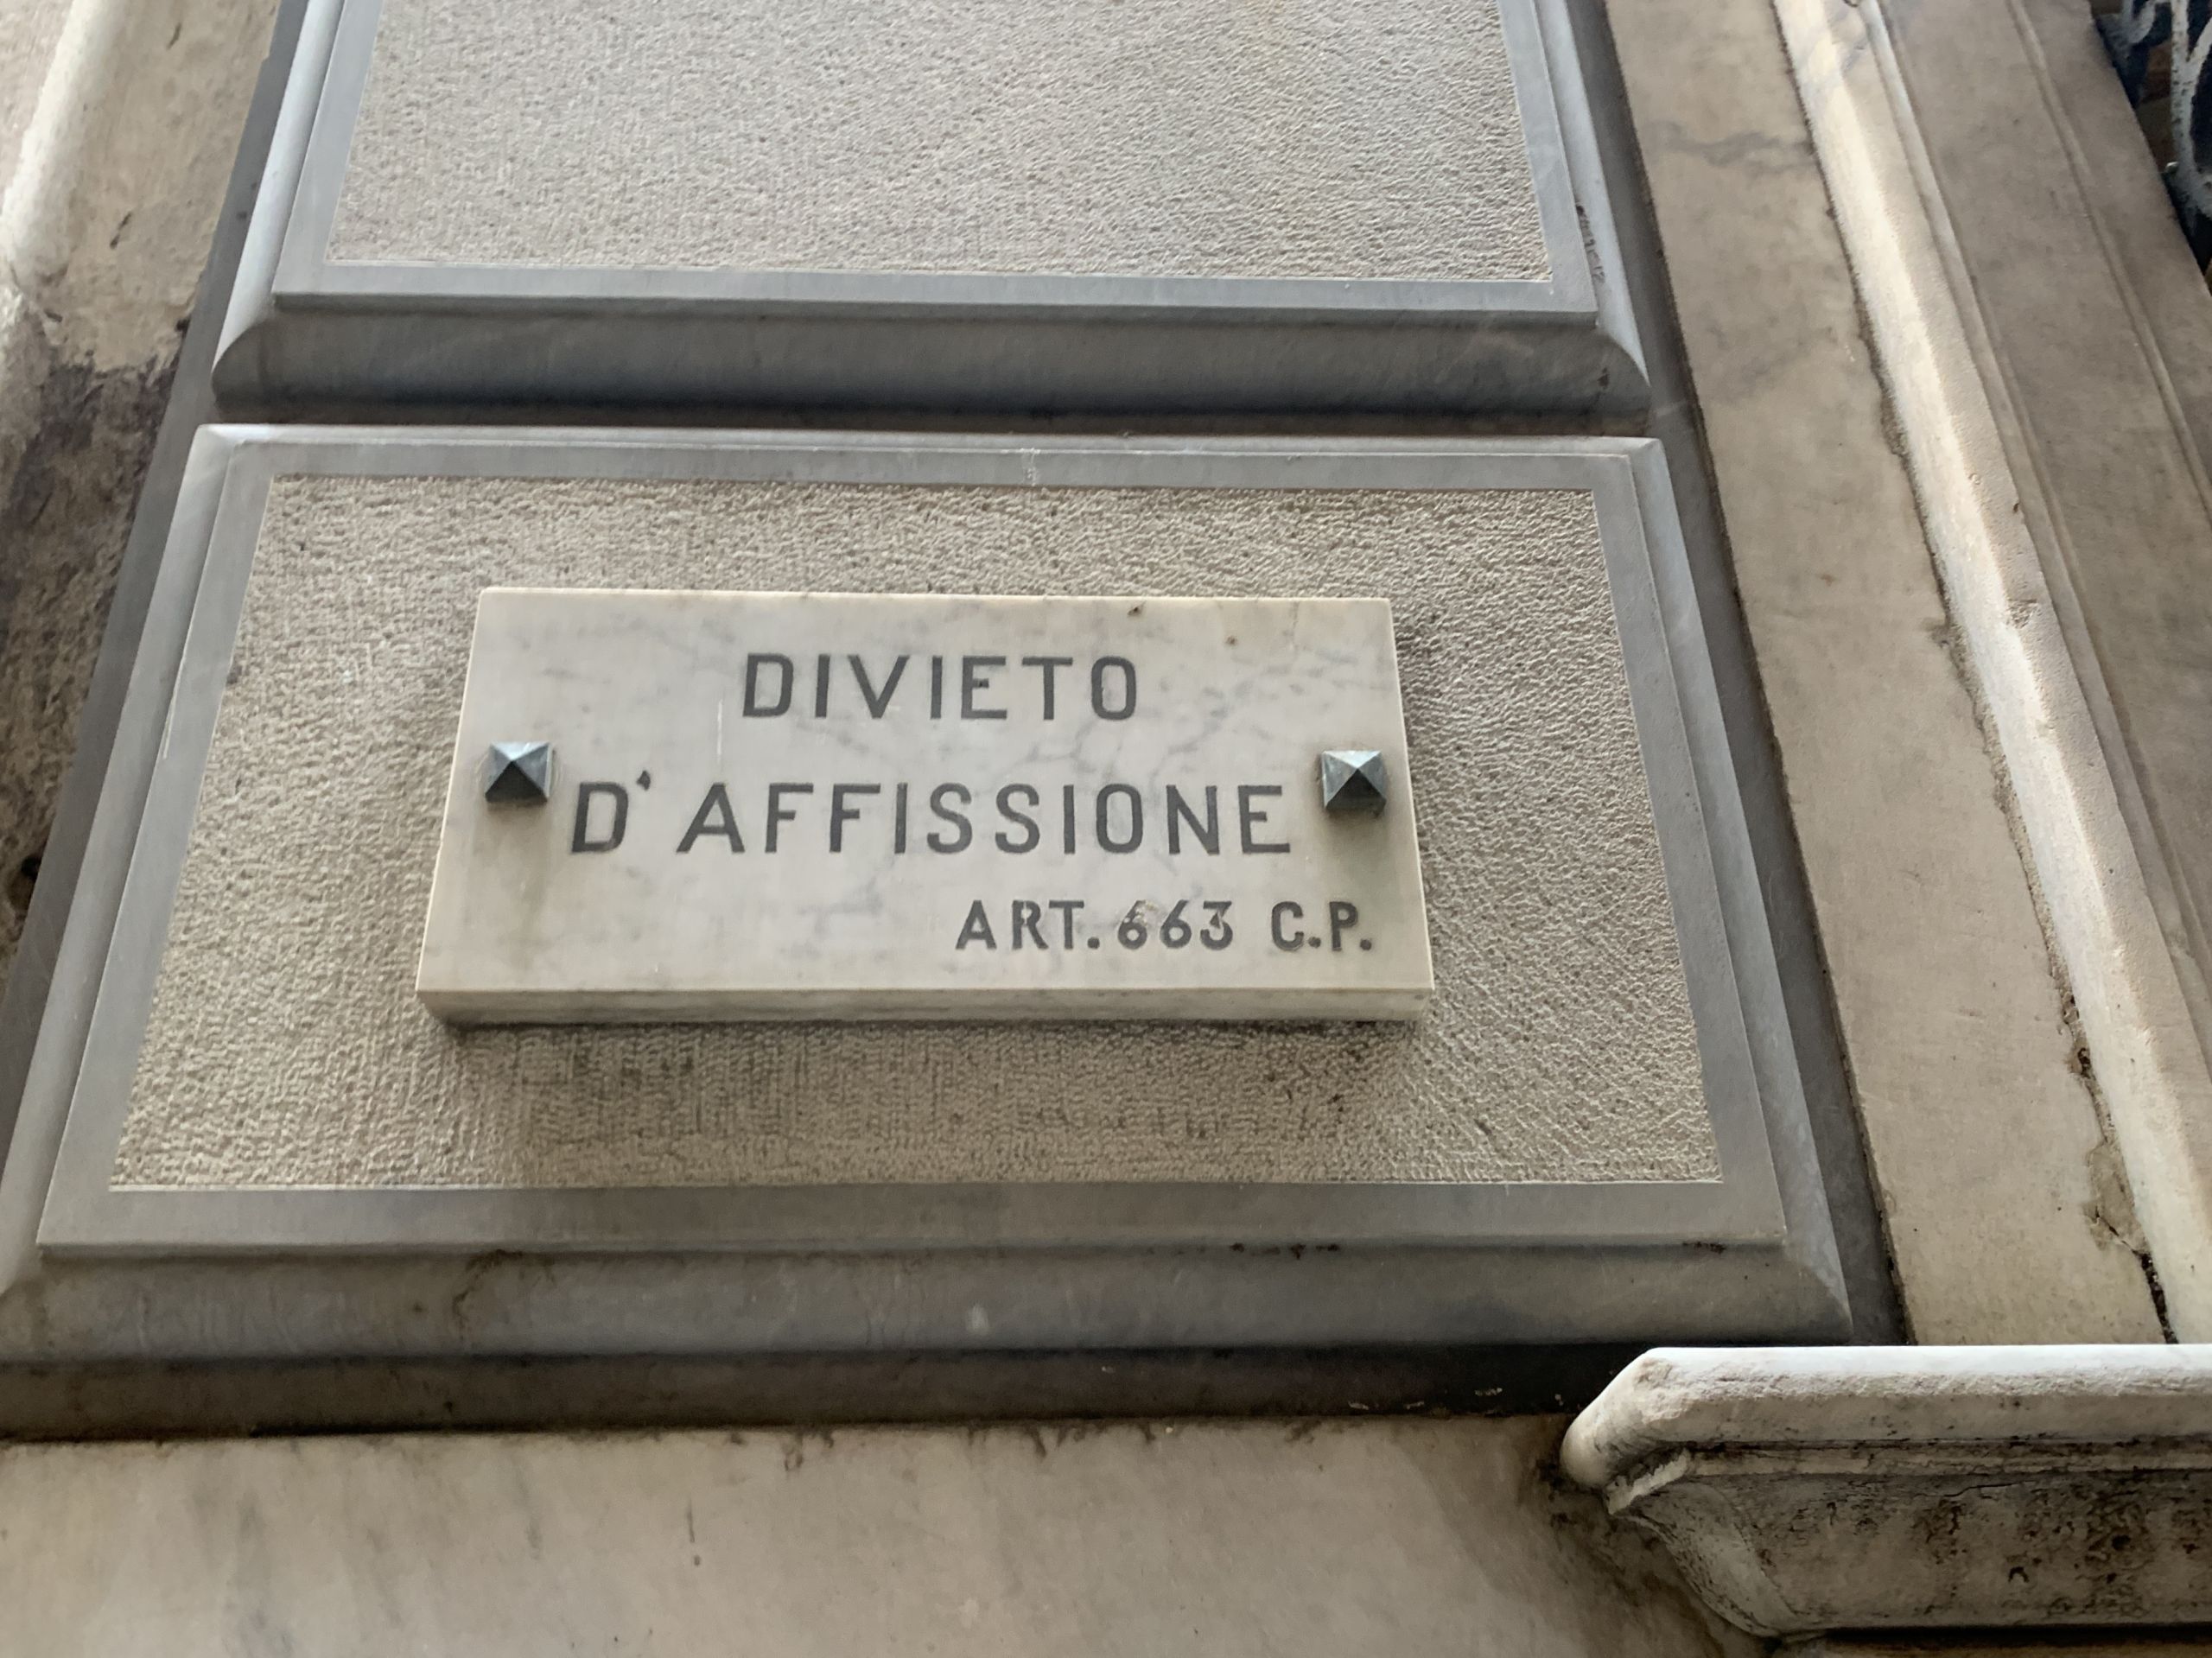 DIVIETO
D' AFFISSIONE
ART. 663 C.P.